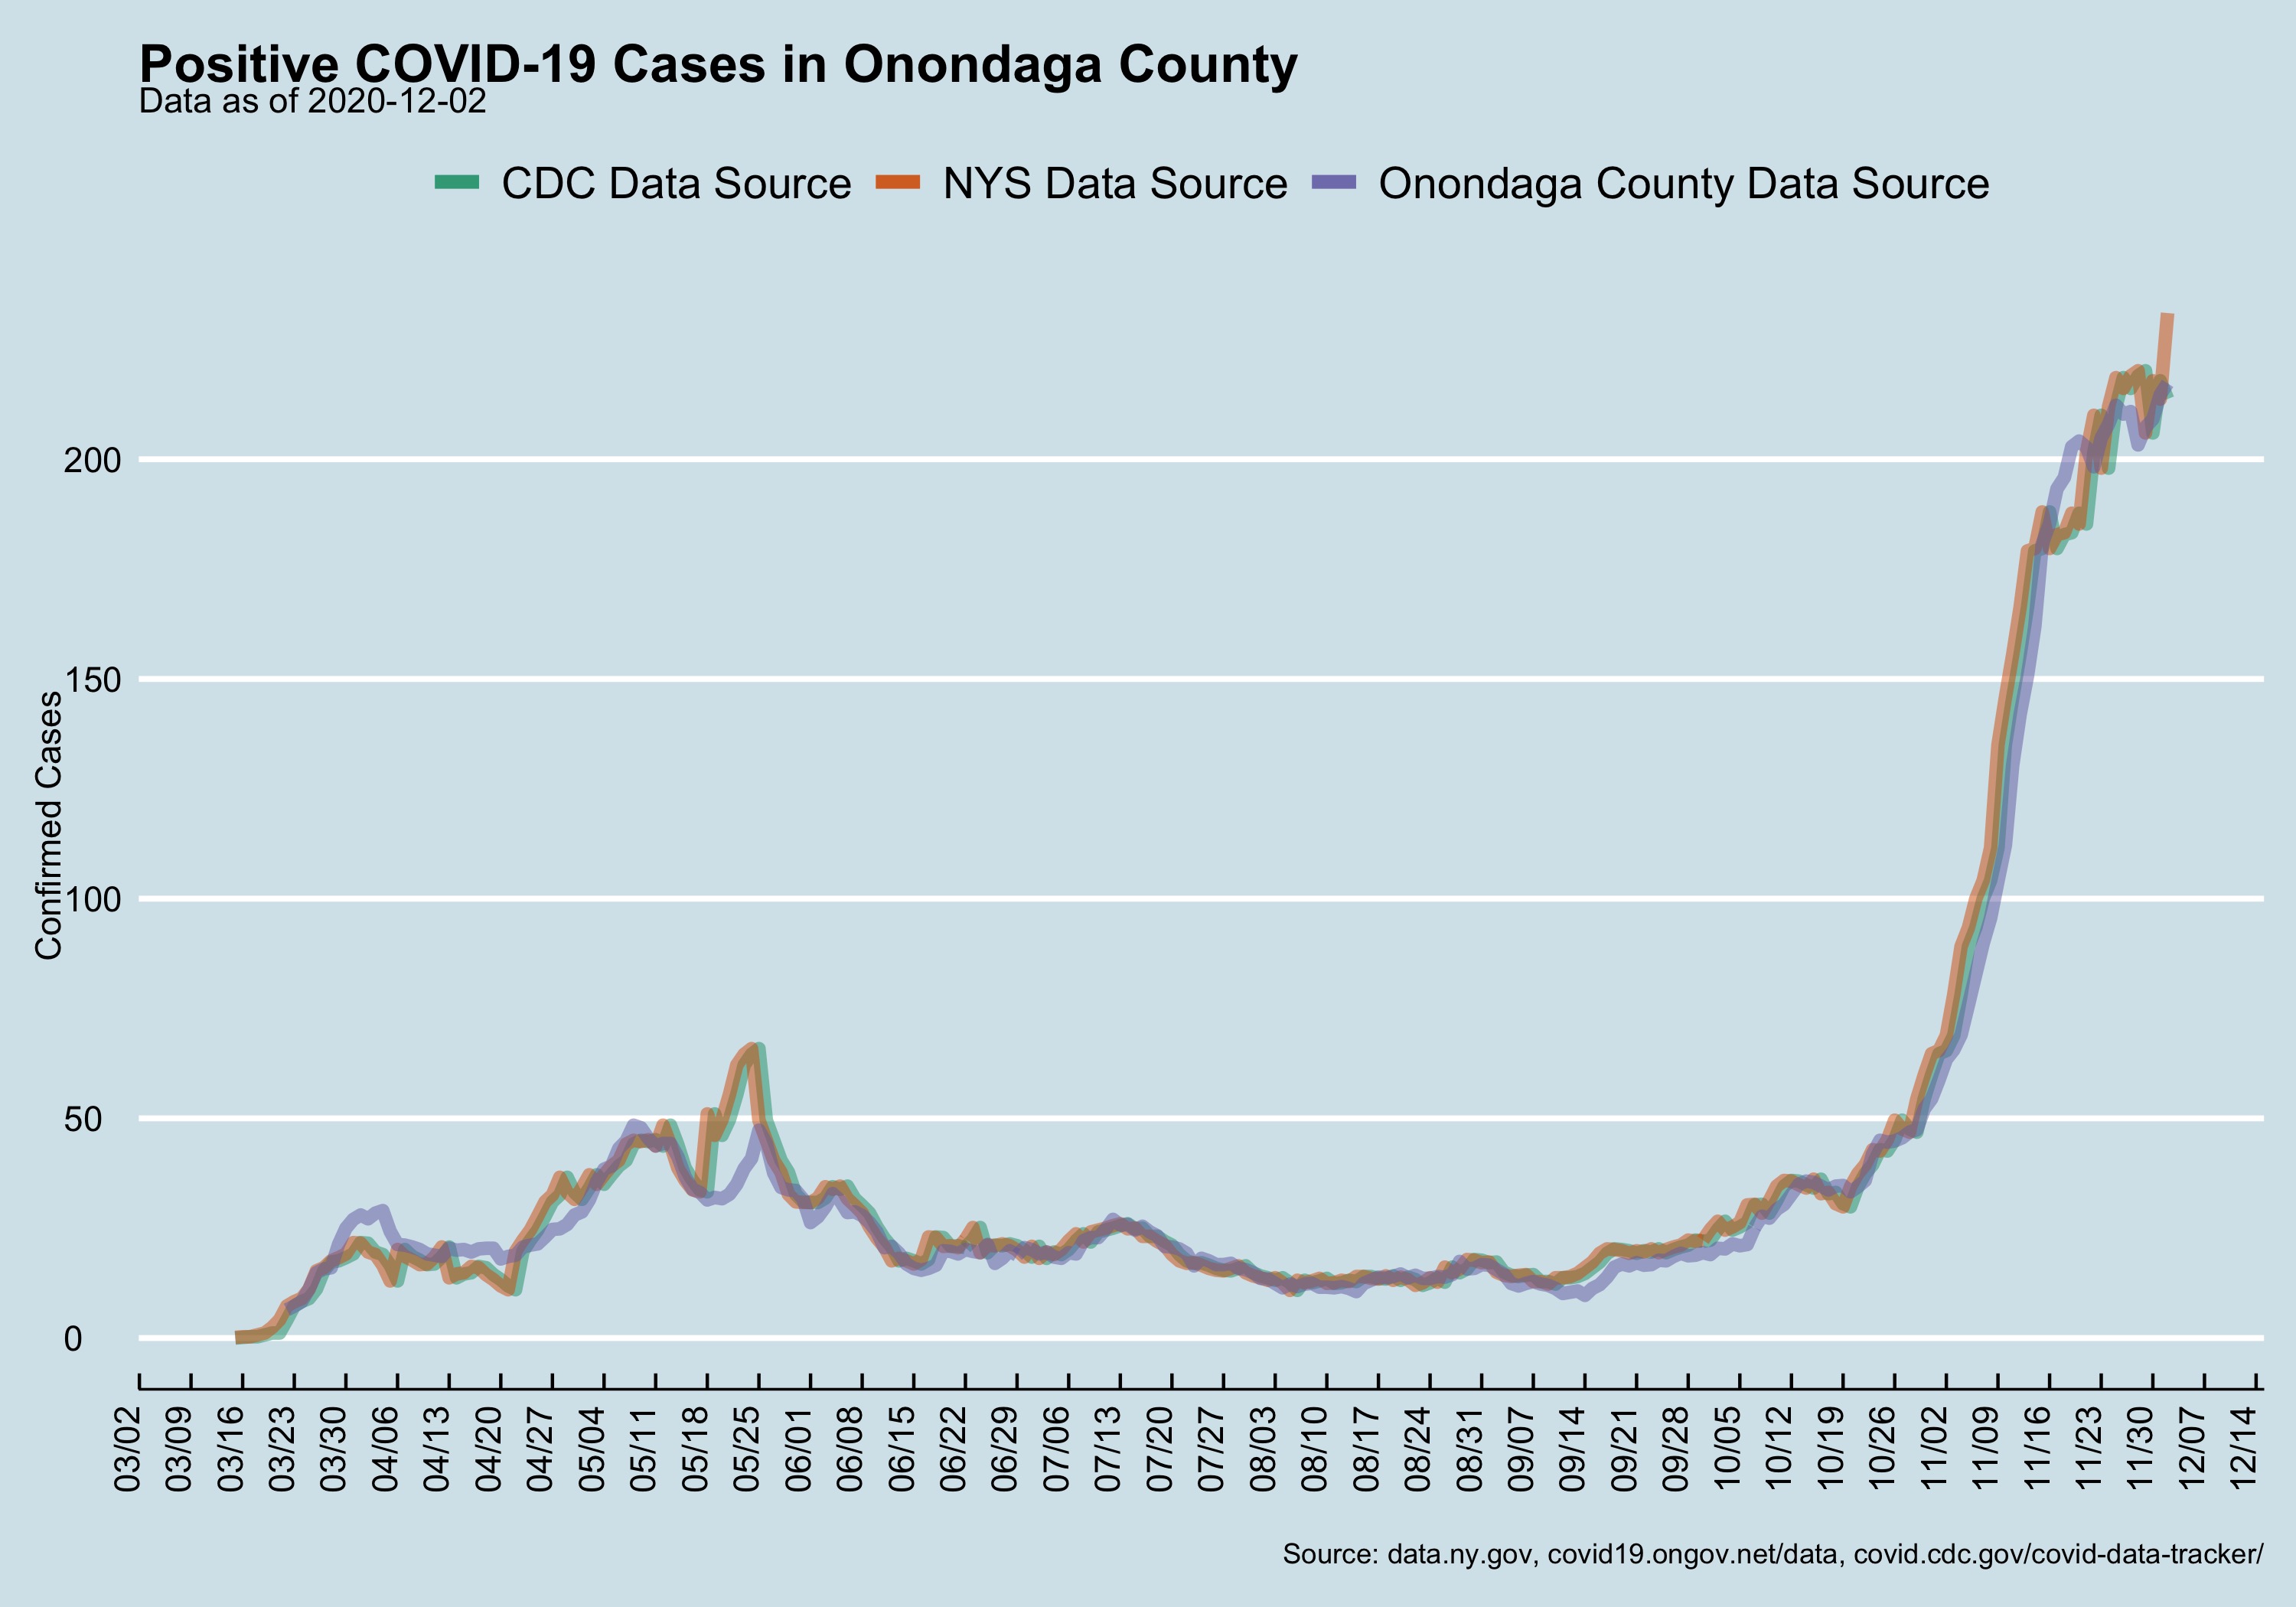 Positive COVID-19 Cases in Onondaga County
Data as of 2020-12-02
CDC Data Source NYS Data Source Onondaga County Data Source
Confirmed Cases
200
150
100
50
0
03/02 03/09 03/16 03/23 03/30 04/06 04/13 04/20 04/27 05/04 05/11 05/18 05/25 06/01 06/08 06/15 06/22 06/29 07/06 07/13 07/20 07/27 08/03 08/10 08/17 08/24 08/31 09/07 09/14 09/21 09/28 10/05 10/12 10/19 10/26 11/02 11/09 11/16 11/23 11/30 12/07 12/14
Source: data.ny.gov, covid19.ongov.net/data, covid.cdc.gov/covid-data-tracker/